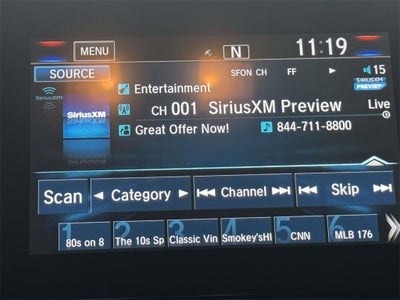 MENU
N
11:19
SOURCE
SFON CH FF
15
SiriusXM
SIRIUSXM
PREVIEW
SiriusXM
Entertainment
CH 001 SiriusXM Preview
Live
Great Offer Now!
844-711-8800
Scan
Category
Channel
Skip
1 80s on 8
2 The 10s Sp
3 Classic Vin
4 Smokey'sHl
5 CNN
6 MLB 176